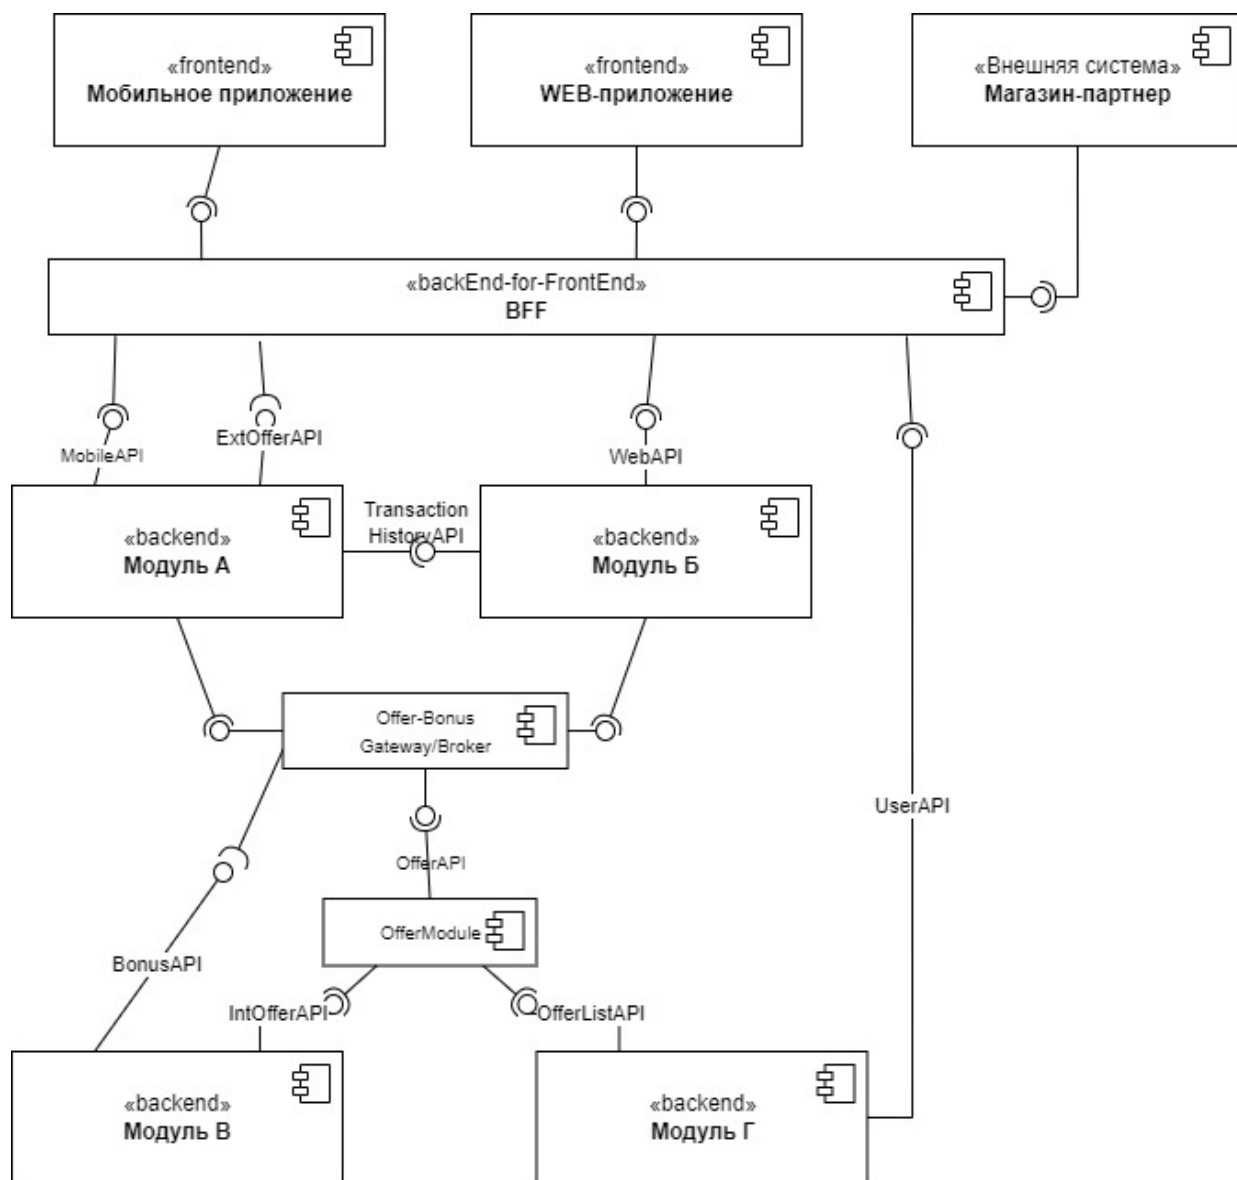 «frontend»
Мобильное приложение
«frontend»
WEB-приложение
«Внешняя система»
Магазин-партнер
«backEnd-for-FrontEnd»
BFF
MobileAPI
ExtOfferAPI
WebAPI
«backend»
Модуль А
Transaction
HistoryAPI
«backend»
Модуль Б
Offer-Bonus
Gateway/Broker
UserAPI
OfferAPI
OfferModule
BonusAPI
IntOfferAPI
OfferListAPI
«backend»
Модуль В
«backend»
Модуль Г